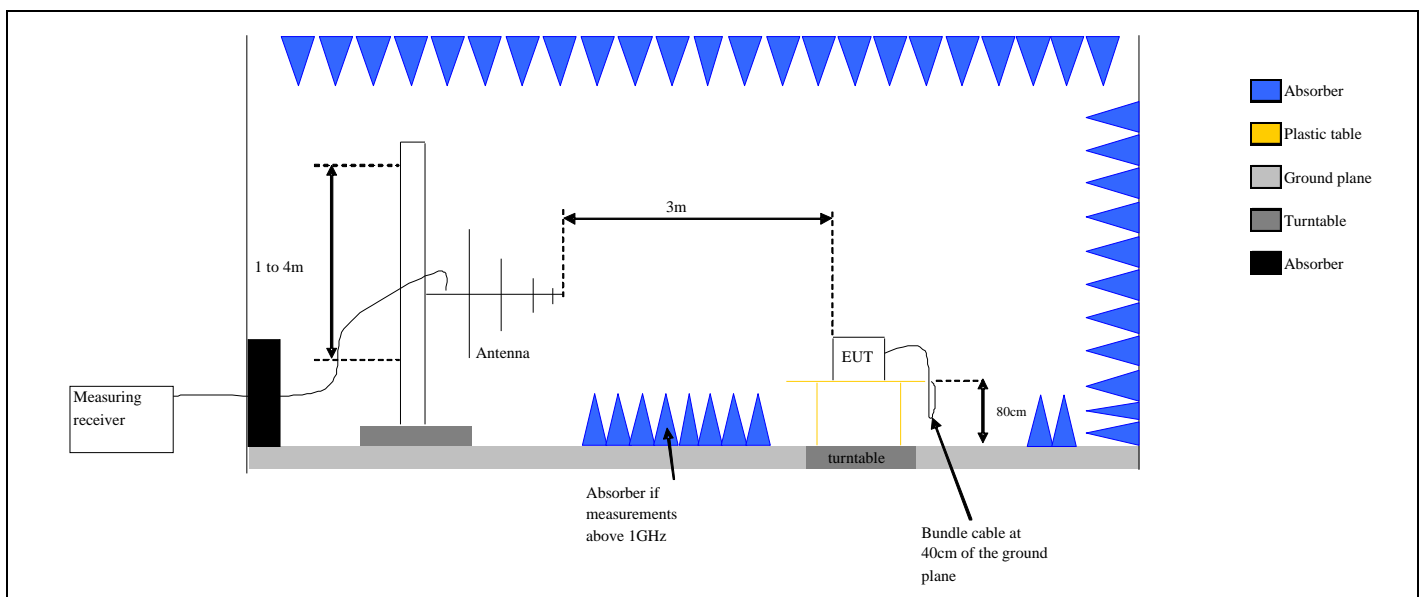 Absorber
Plastic table
Ground plane
Turntable
Absorber
3m
1 to 4m
Antenna
EUT
Measuring
receiver
80cm
turntable
Absorber if
measurements
above 1GHz
Bundle cable at
40cm of the ground
plane